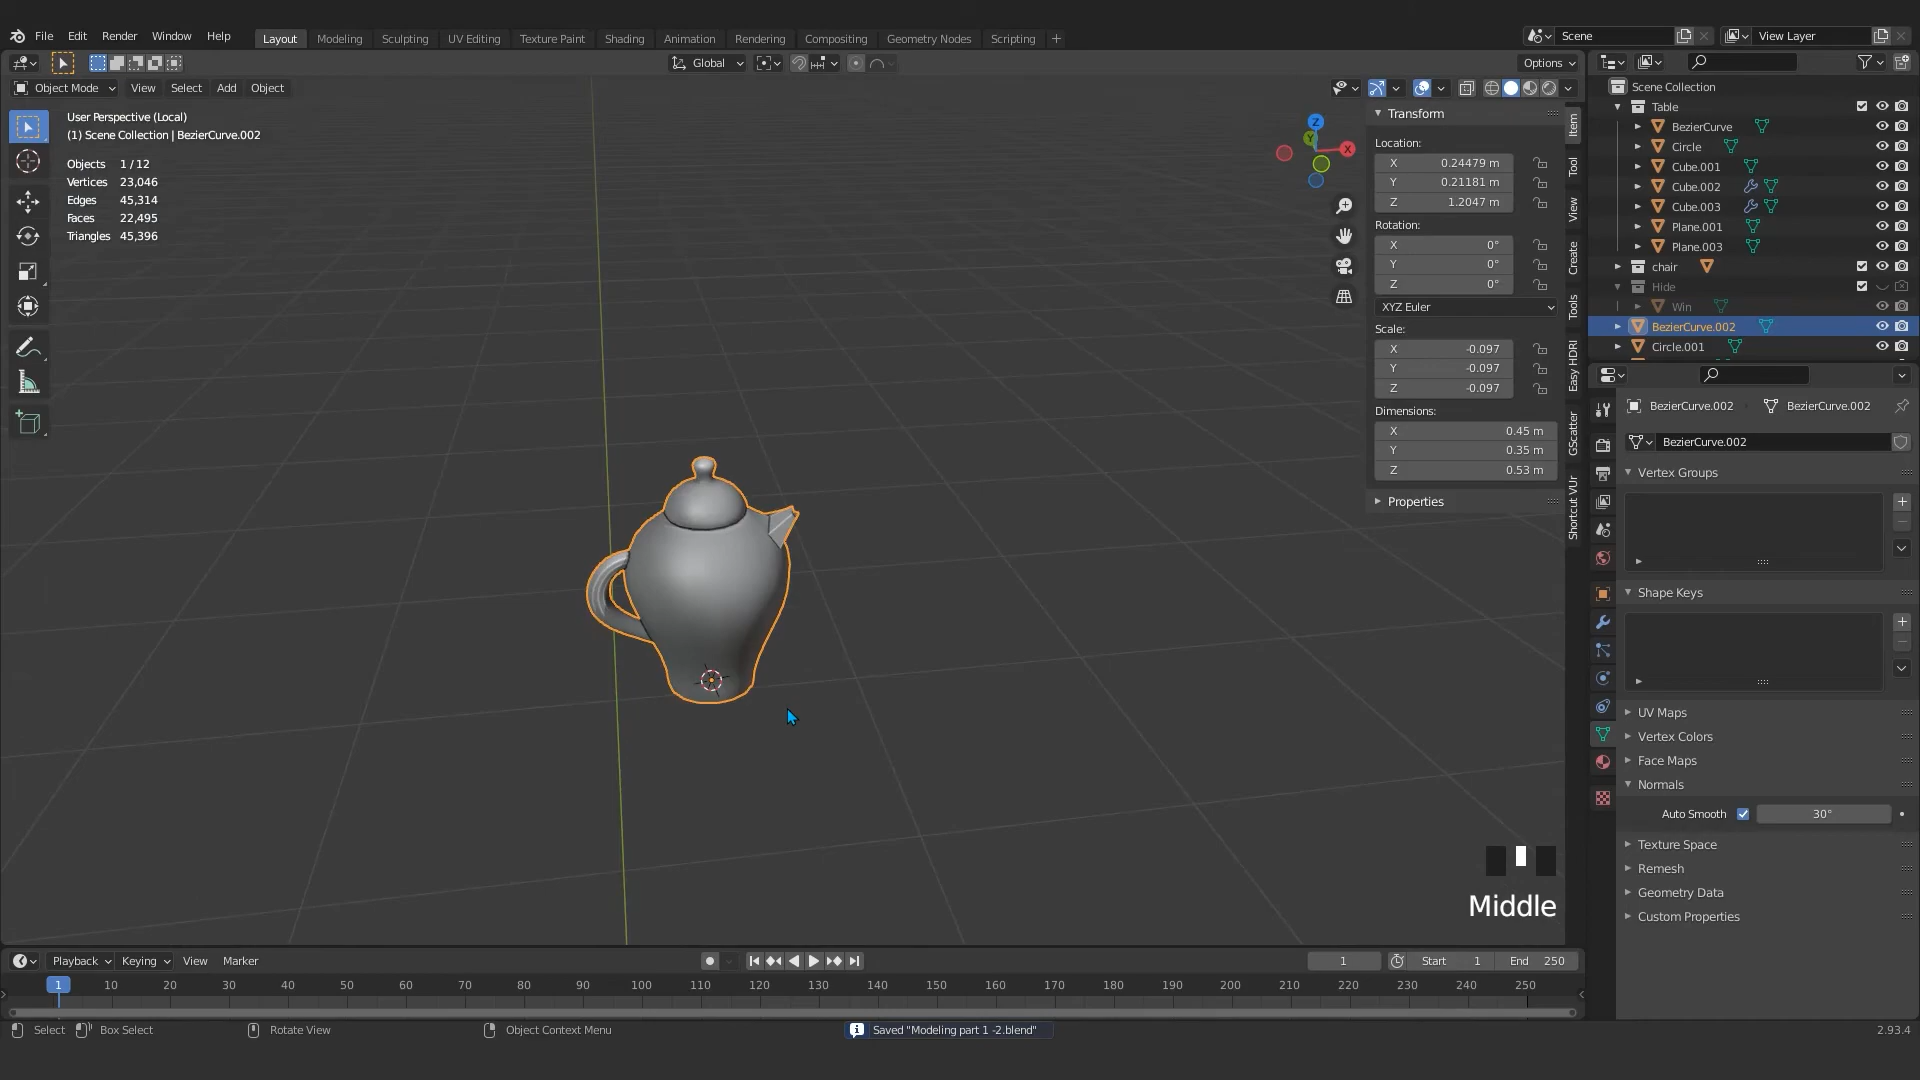 File Edit Render Window Help Layout Modeling Sculpting UV Editing Texture Paint Shading Animation Rendering Compositing Geometry Nodes Scripting + Scene View Layer
Global Options
Object Mode View Select Add Object
User Perspective (Local)
(1) Scene Collection | BezierCurve.002
Objects 1 / 12
Vertices 23,046
Edges 45,314
Faces 22,495
Triangles 45,396
Z
Y
X
Transform
Location:
X 0.24479 m
Y 0.21181 m
Z 1.2047 m
Rotation:
X 0°
Y 0°
Z 0°
XYZ Euler
Scale:
X -0.097
Y -0.097
Z -0.097
Dimensions:
X 0.45 m
Y 0.35 m
Z 0.53 m
Properties
Item
Tool
View
Create
Tools
Easy HDRI
GScatter
Shortcut VUr
Scene Collection
Table
BezierCurve
Circle
Cube.001
Cube.002
Cube.003
Plane.001
Plane.003
chair
Hide
Win
BezierCurve.002
Circle.001
BezierCurve.002 BezierCurve.002
BezierCurve.002
Vertex Groups
Shape Keys
UV Maps
Vertex Colors
Face Maps
Normals
Auto Smooth 30°
Texture Space
Remesh
Geometry Data
Custom Properties
Middle
Playback Keying View Marker 1 Start 1 End 250
1 10 20 30 40 50 60 70 80 90 100 110 120 130 140 150 160 170 180 190 200 210 220 230 240 250
Select Box Select Rotate View Object Context Menu Saved "Modeling part 1 -2.blend" 2.93.4